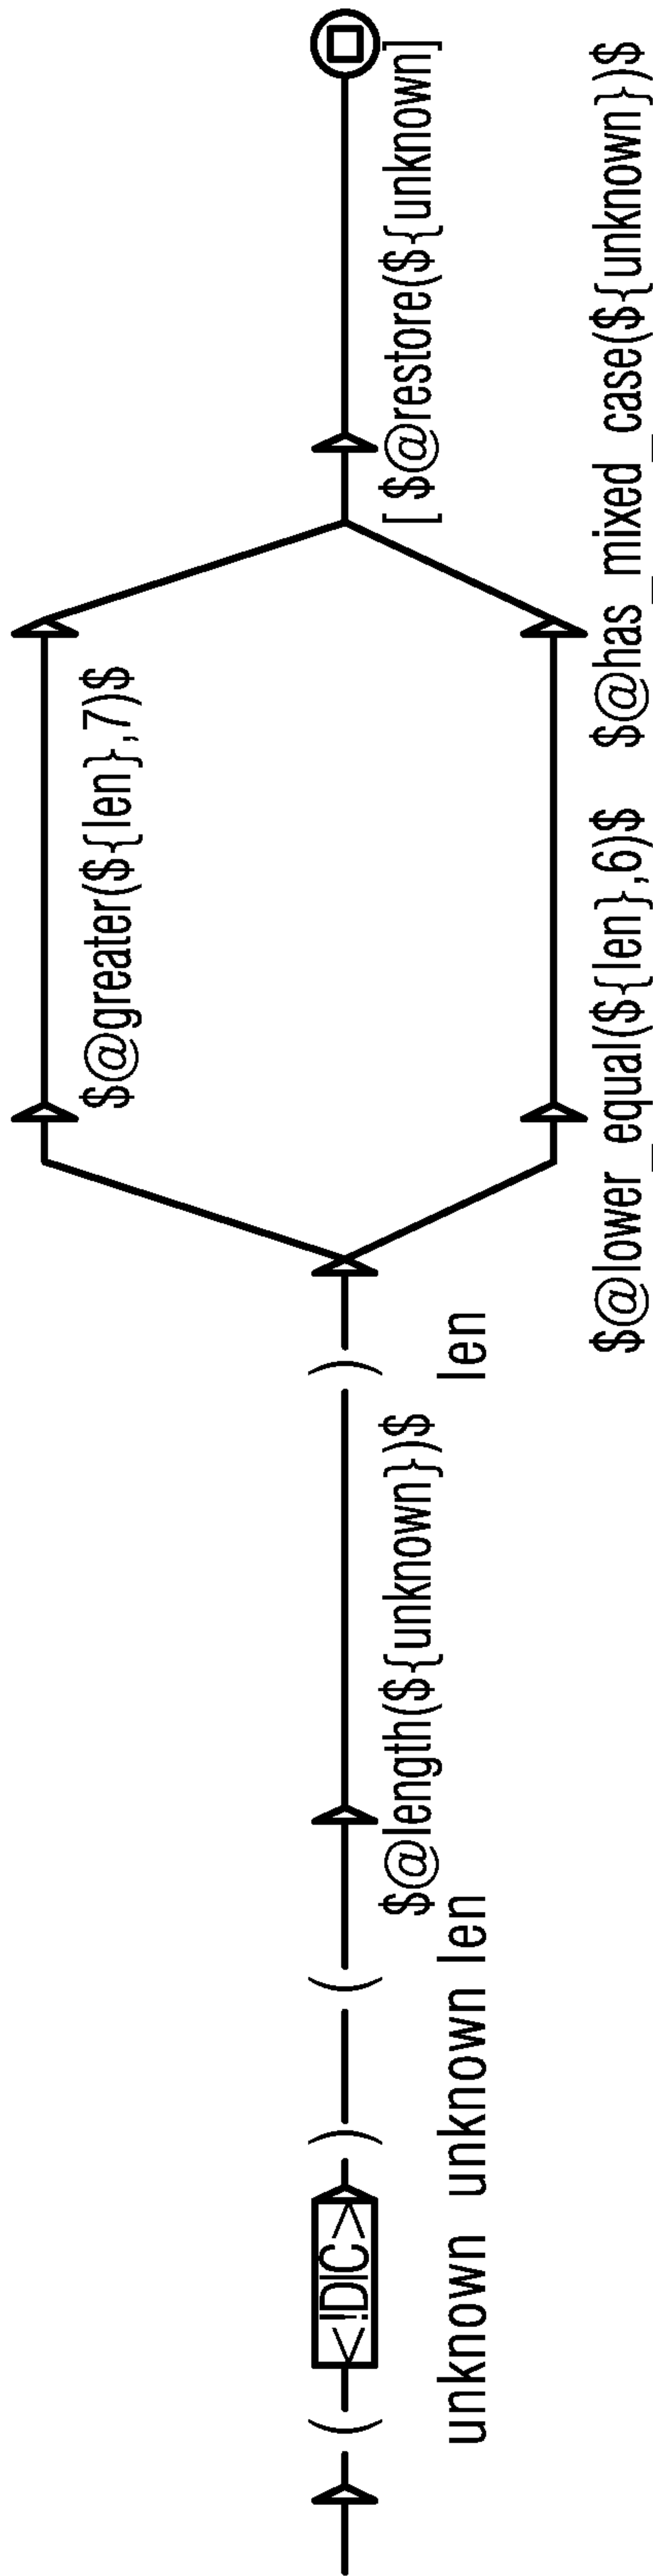 ( <!DIC> ) ( )
unknown unknown len len
$@length(${unknown})$
$@greater(${len},7)$
$@lower_equal(${len},6)$ $@has_mixed_case(${unknown})$
[ $@restore(${unknown}]